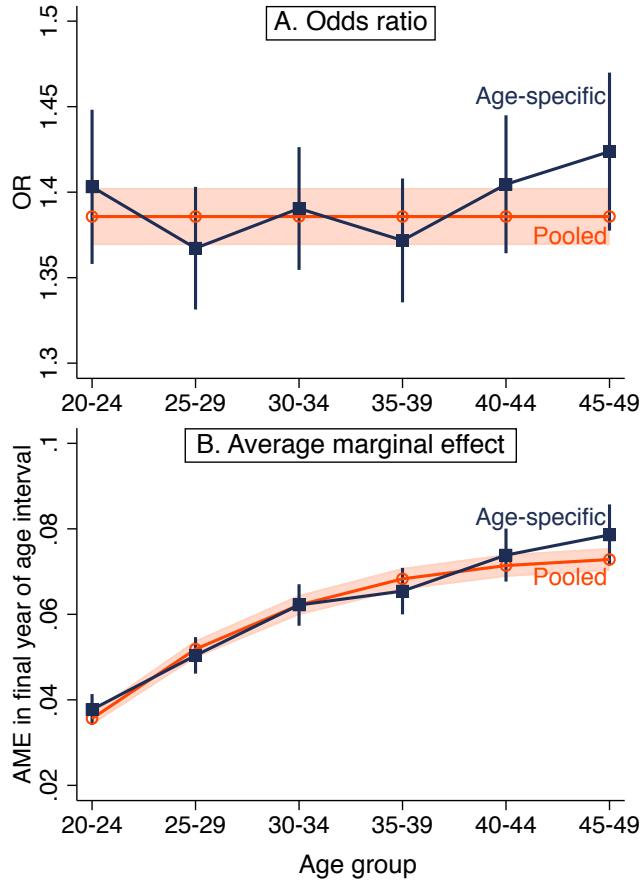 A. Odds ratio
OR
1.5
1.45
1.4
1.35
1.3
Age-specific
Pooled
20-24 25-29 30-34 35-39 40-44 45-49
B. Average marginal effect
AME in final year of age interval
.1
.08
.06
.04
.02
Age-specific
Pooled
20-24 25-29 30-34 35-39 40-44 45-49
Age group